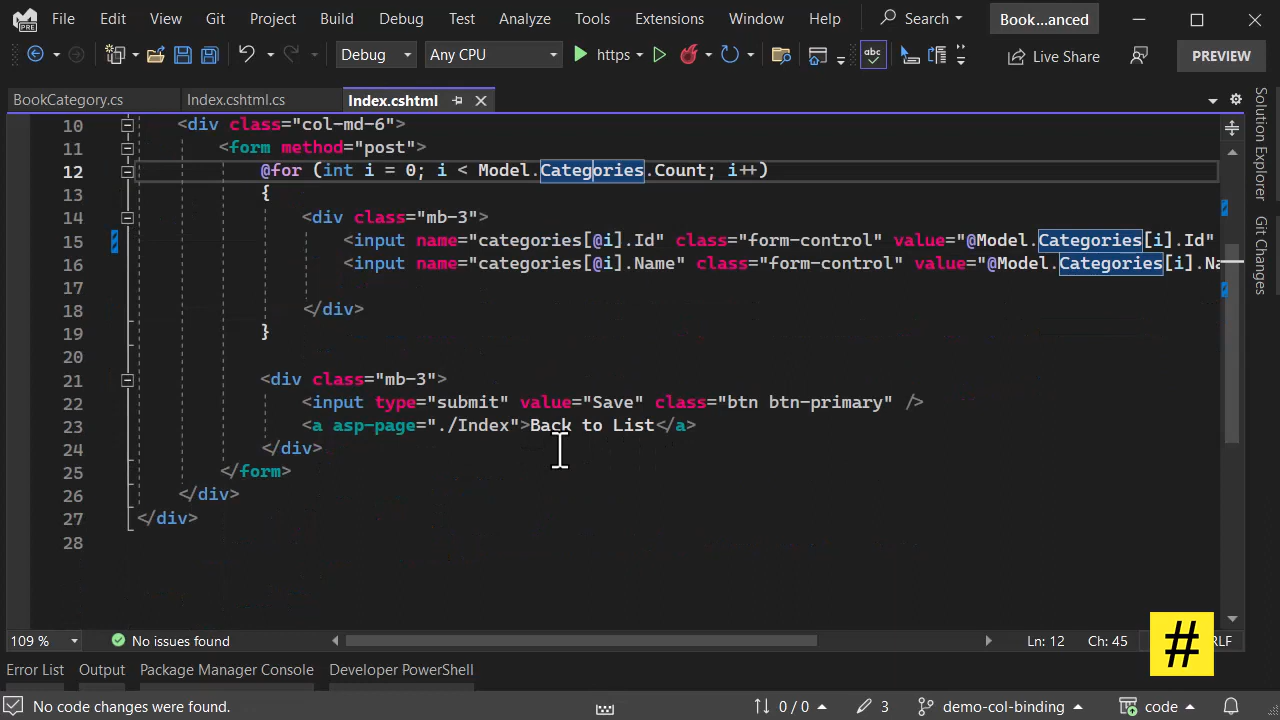 File Edit View Git Project Build Debug Test Analyze Tools Extensions Window Help Search Book...anced
PRE
Debug Any CPU https abc Live Share PREVIEW
BookCategory.cs Index.cshtml.cs Index.cshtml
10 <div class="col-md-6">
11 <form method="post">
12 @for (int i = 0; i < Model.Categories.Count; i++)
13 {
14 <div class="mb-3">
15 <input name="categories[@i].Id" class="form-control" value="@Model.Categories[i].Id"
16 <input name="categories[@i].Name" class="form-control" value="@Model.Categories[i].Na
17
18 </div>
19 }
20
21 <div class="mb-3">
22 <input type="submit" value="Save" class="btn btn-primary" />
23 <a asp-page="./Index">Back to List</a>
24 </div>
25 </form>
26 </div>
27 </div>
28
Solution Explorer
Git Changes
109 % No issues found Ln: 12 Ch: 45 RLF
#
Error List Output Package Manager Console Developer PowerShell
No code changes were found. 0 / 0 3 demo-col-binding code